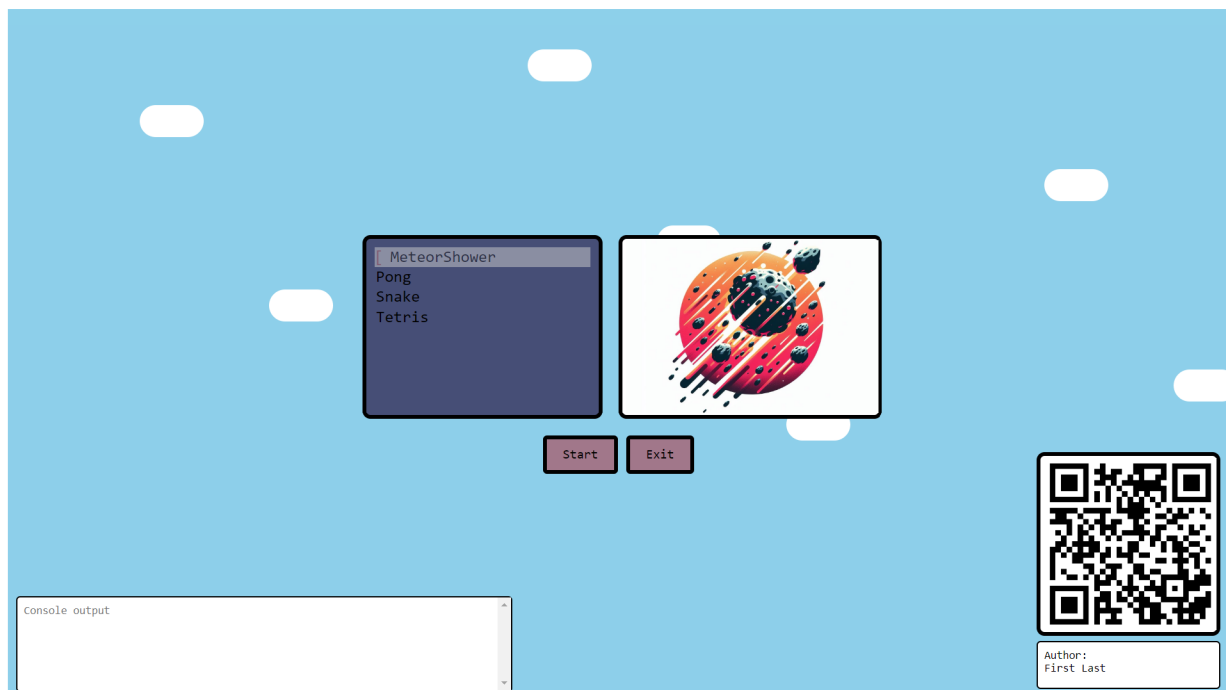 [ MeteorShower
Pong
Snake
Tetris
Start
Exit
Console output
Author:
First Last